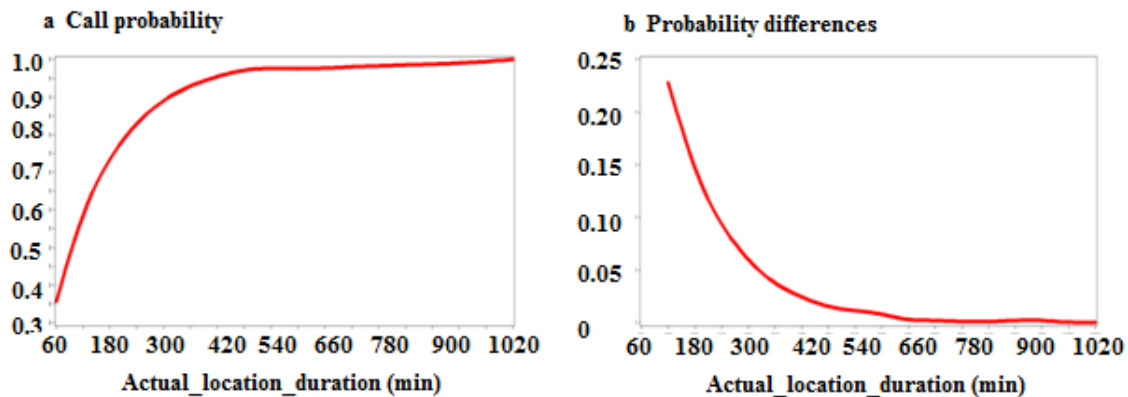 a Call probability
1.0
0.9
0.8
0.7
0.6
0.5
0.4
0.3
60 180 300 420 540 660 780 900 1020
Actual_location_duration (min)
b Probability differences
0.25
0.20
0.15
0.10
0.05
0
60 180 300 420 540 660 780 900 1020
Actual_location_duration (min)